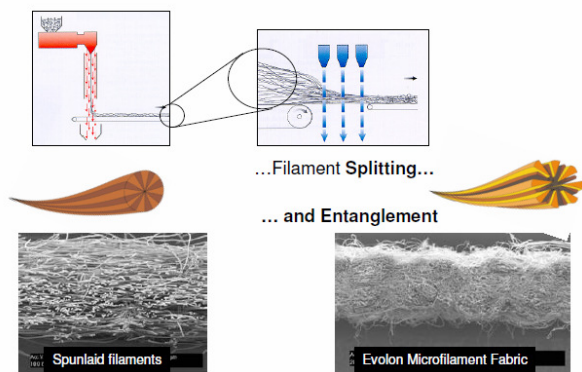 ...Filament Splitting...
... and Entanglement
Spunlaid filaments
Evolon Microfilament Fabric